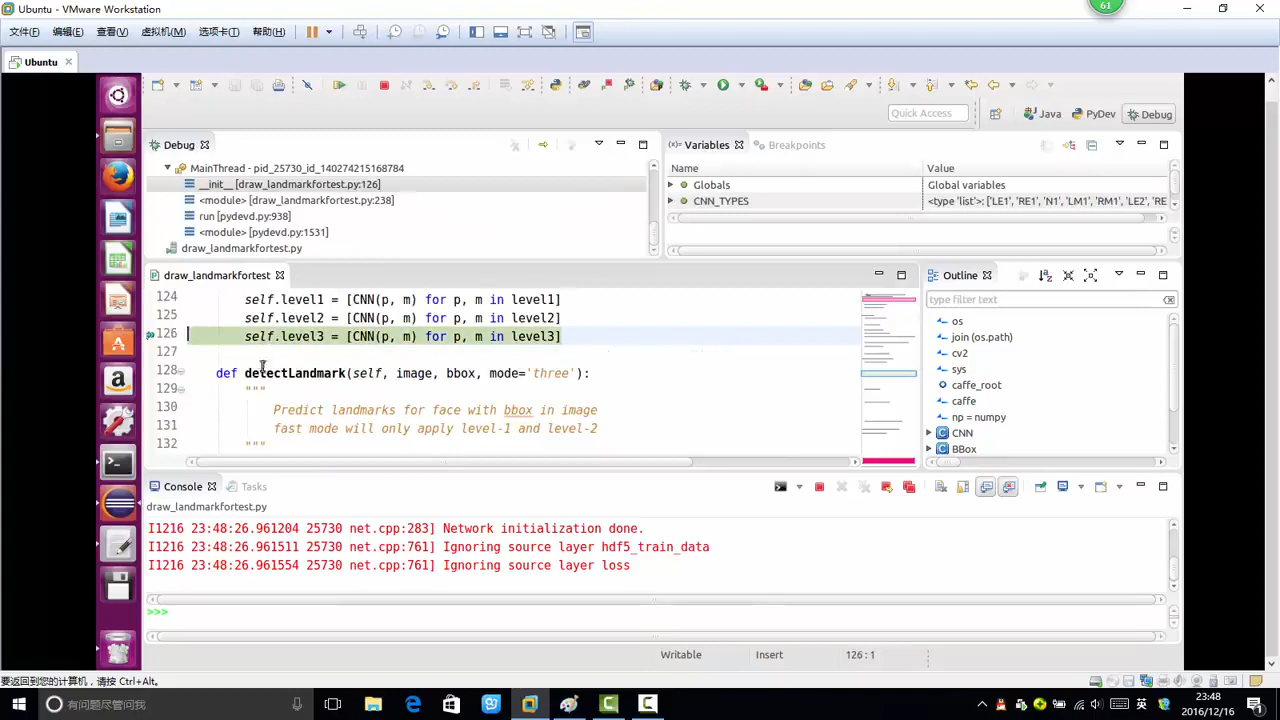 Ubuntu - VMware Workstation
61
文件(F) 编辑(E) 查看(V) 虚拟机(M) 选项卡(T) 帮助(H)
Ubuntu
Quick Access
Java PyDev Debug
Debug
MainThread - pid_25730_id_140274215168784
__init__ [draw_landmarkfortest.py:126]
<module> [draw_landmarkfortest.py:238]
run [pydevd.py:938]
<module> [pydevd.py:1531]
draw_landmarkfortest.py
Variables Breakpoints
Name Value
Globals Global variables
CNN_TYPES <type 'list'>: ['LE1', 'RE1', 'N1', 'LM1', 'RM1', 'LE2', 'RE
draw_landmarkfortest
124 self.level1 = [CNN(p, m) for p, m in level1]
125 self.level2 = [CNN(p, m) for p, m in level2]
126 self.level3 = [CNN(p, m) for p, m in level3]
127
128 def detectLandmark(self, image, bbox, mode='three'):
129 """
130 Predict landmarks for face with bbox in image
131 fast mode will only apply level-1 and level-2
132 """
Outline
type filter text
os
join (os.path)
cv2
sys
caffe_root
caffe
np = numpy
CNN
BBox
Console Tasks
draw_landmarkfortest.py
I1216 23:48:26.961204 25730 net.cpp:283] Network initialization done.
I1216 23:48:26.961511 25730 net.cpp:761] Ignoring source layer hdf5_train_data
I1216 23:48:26.961554 25730 net.cpp:761] Ignoring source layer loss
>>>
Writable Insert 126 : 1
要返回到您的计算机，请按 Ctrl+Alt。
有问题尽管问我
英
23:48
2016/12/16